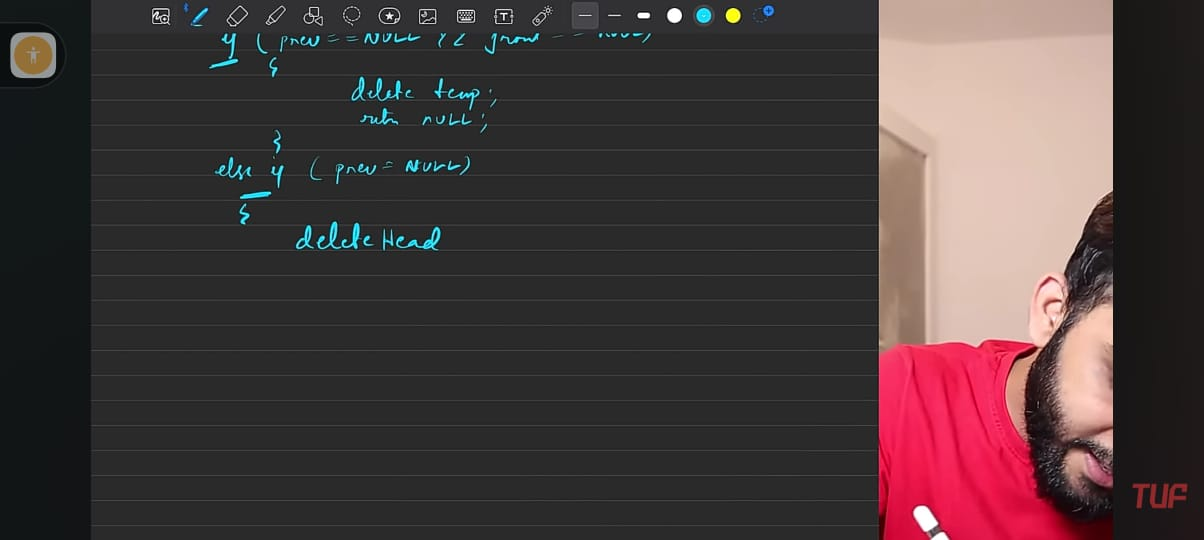 if ( prev == NULL && front == NULL)
{
delete temp;
return NULL;
}
else if ( prev = NULL)
{
deleteHead
TUF